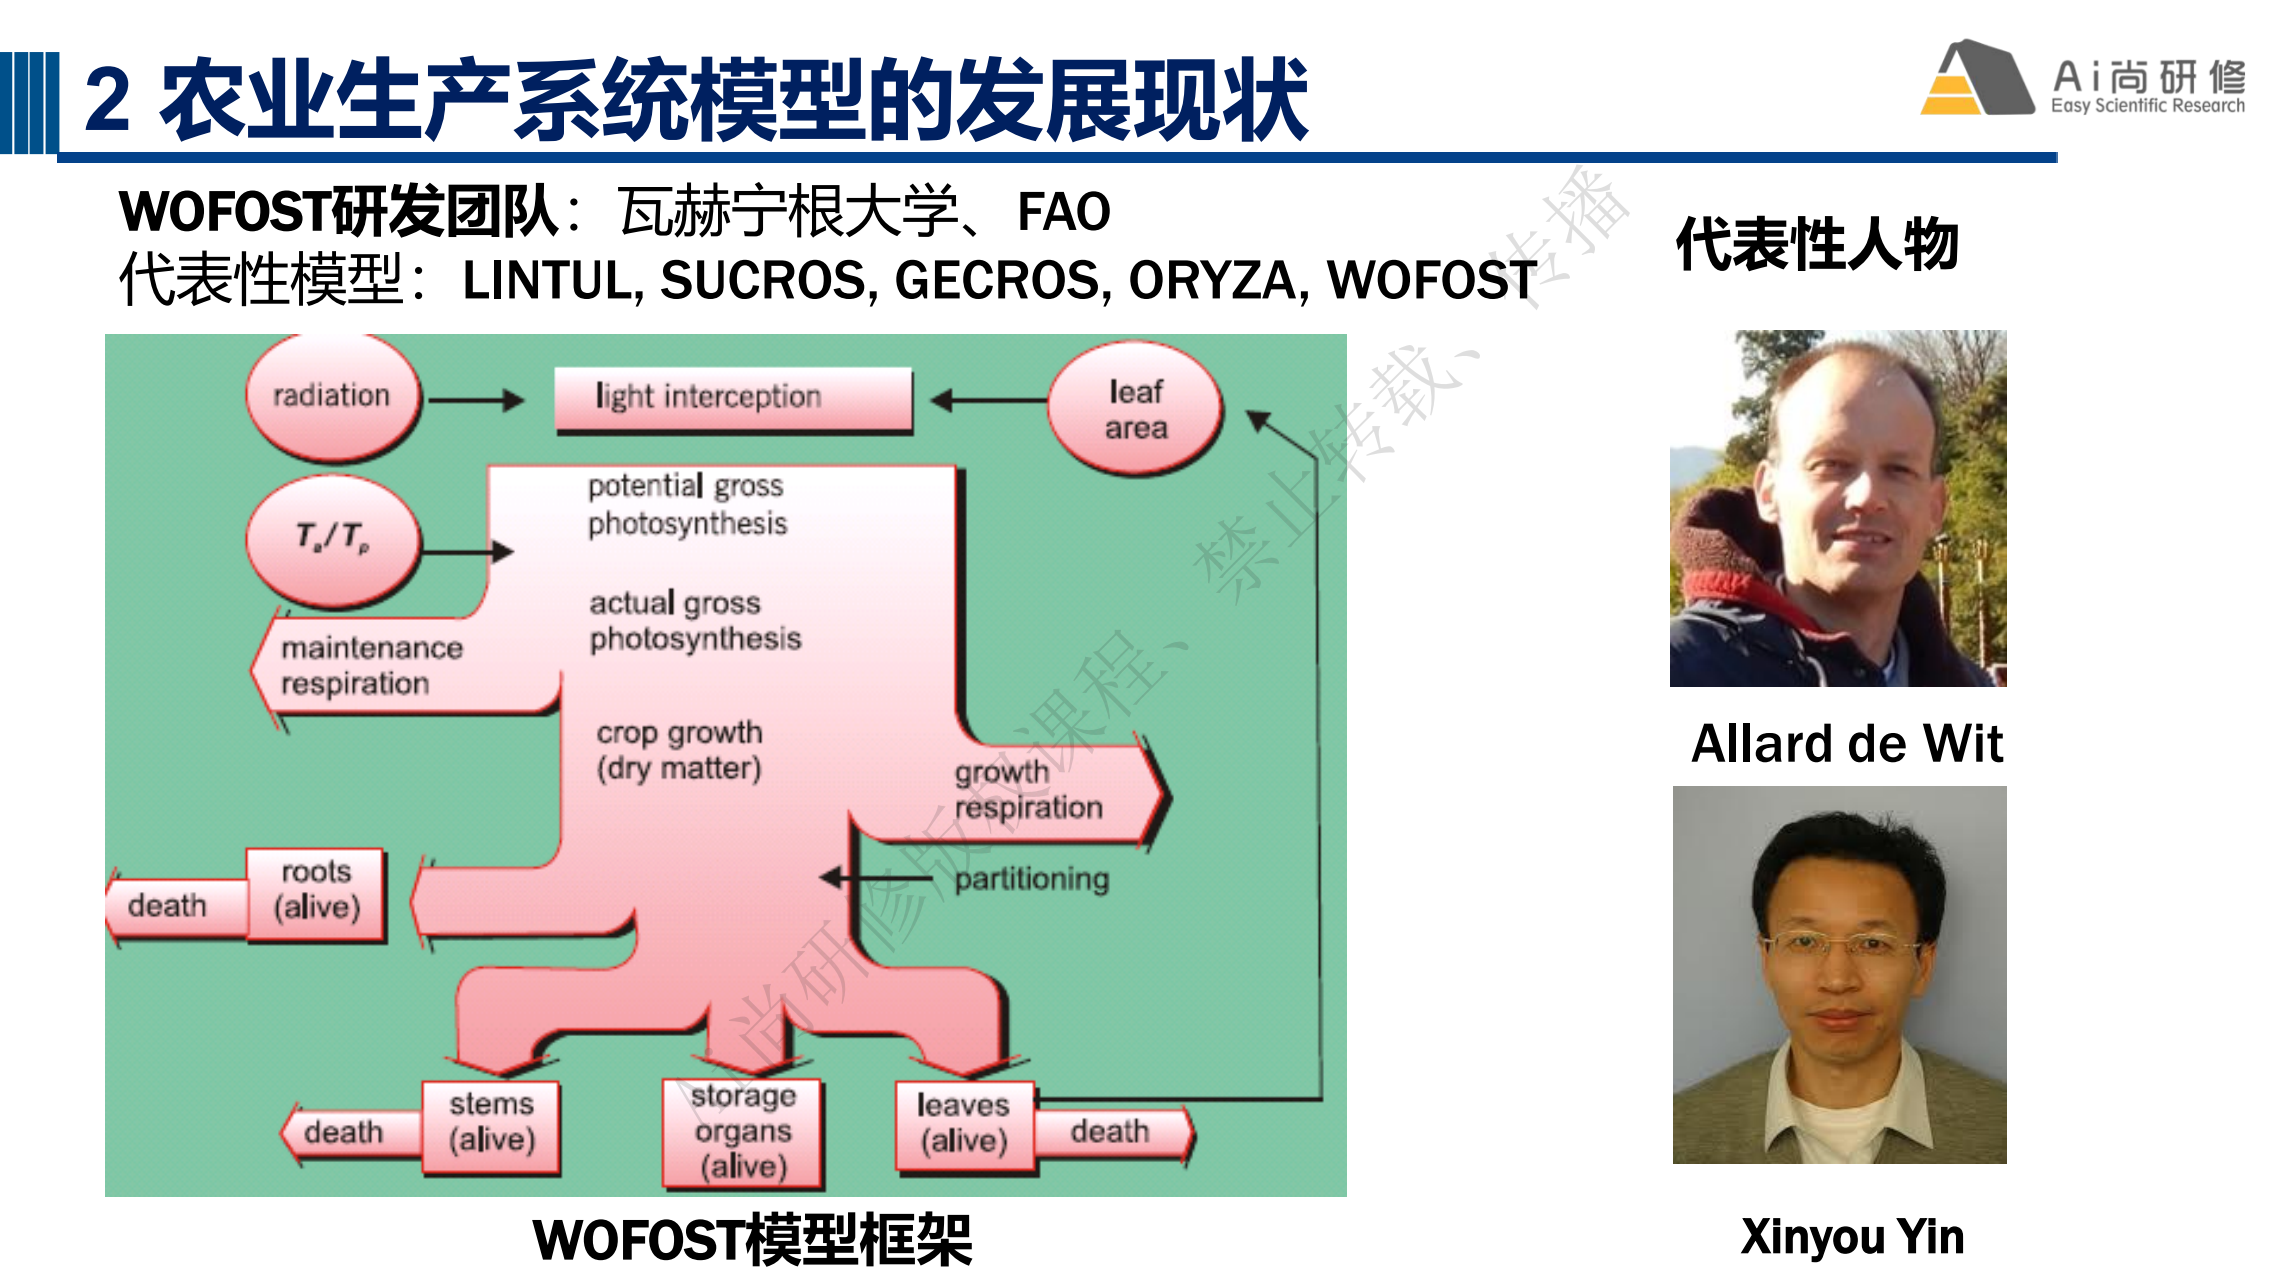 2 农业生产系统模型的发展现状
Ai尚研修
Easy Scientific Research
WOFOST研发团队：瓦赫宁根大学、FAO
代表性模型：LINTUL, SUCROS, GECROS, ORYZA, WOFOST
代表性人物
radiation
light interception
leaf
area
potential gross
photosynthesis
Ta/Tp
actual gross
photosynthesis
maintenance
respiration
crop growth
(dry matter)
growth
respiration
partitioning
roots
(alive)
death
stems
(alive)
death
storage
organs
(alive)
leaves
(alive)
death
WOFOST模型框架
Allard de Wit
Xinyou Yin
Ai尚研修版权课程、禁止转载、传播